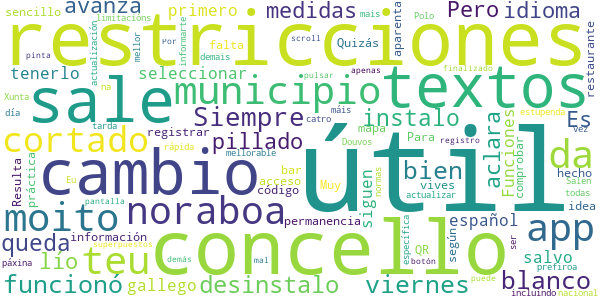 sencillo limitacións avanza primero medidas Pero mais Polo idioma
restricciones
pinta actualización mellor Por informarte falta demais Quizás scroll aparenta restaurante
tenerlo seleccionar pulsar apenas finalizado
Xunta na sale municipio textos
día tarda Siempre catro máis instalo aclara Funciones comprobar Es vez
cortado registrar pillado mapa Para registro estupenda
rápida mellorable Douvos da hecho
Resulta práctica Eu cambio útil bar acceso código Muy vives actualizar bien siguen normas Salen todas idea
moito pantalla noraboa permanencia específica español según app
queda información teu concello QR botón ser salvo prefiroa
superpuestos lío
páxina demás mal viernes puede blanco
funcionó gallego desinstalo incluindo nacional